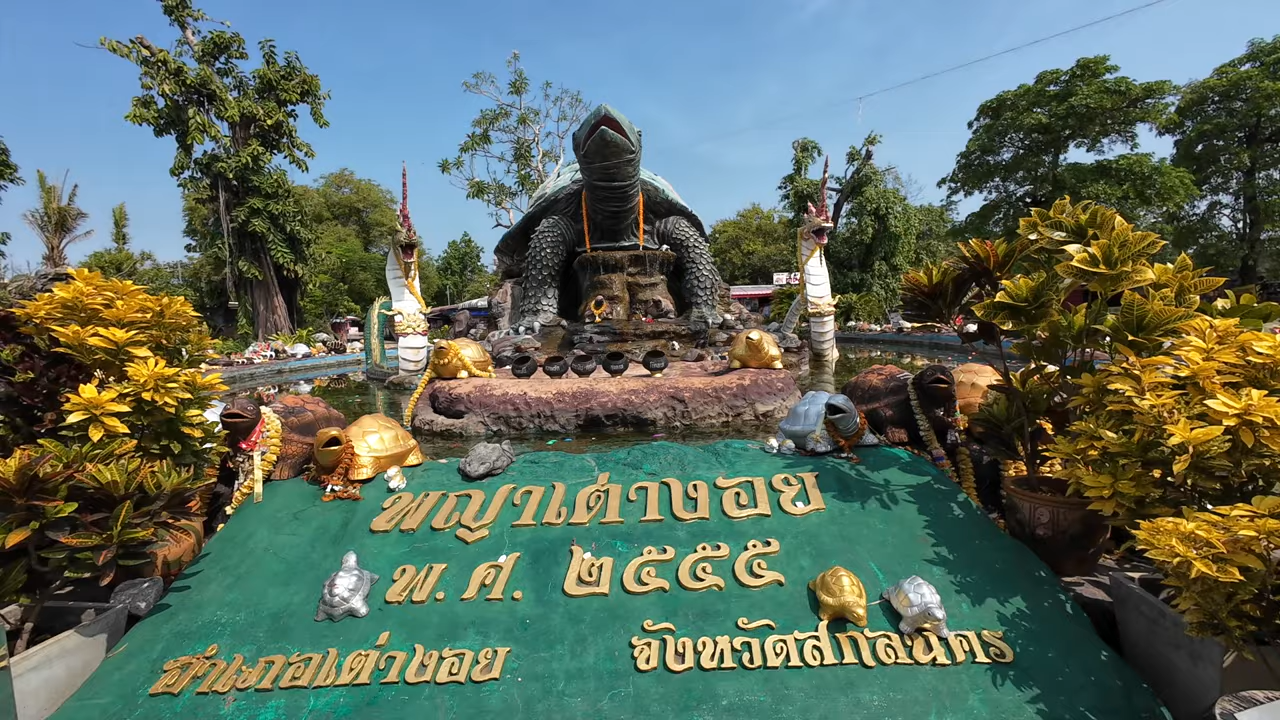 พญาเต่างอย
พ.ศ. ๒๕๕๕
อำเภอเต่างอย จังหวัดสกลนคร